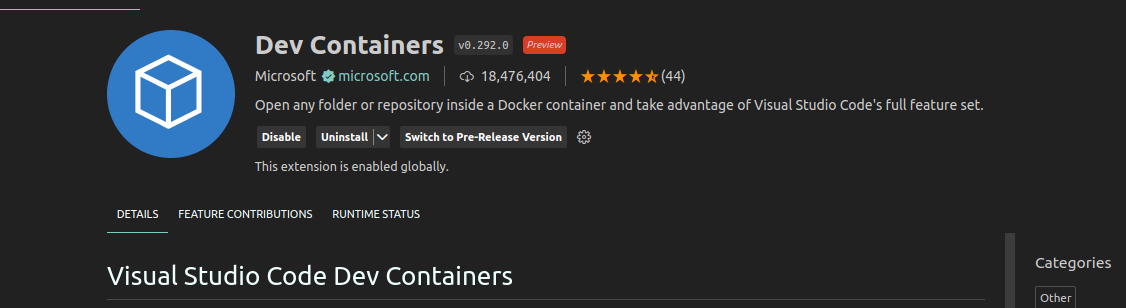 Dev Containers v0.292.0 Preview
Microsoft microsoft.com 18,476,404 (44)
Open any folder or repository inside a Docker container and take advantage of Visual Studio Code's full feature set.
Disable Uninstall Switch to Pre-Release Version
This extension is enabled globally.
DETAILS FEATURE CONTRIBUTIONS RUNTIME STATUS
Visual Studio Code Dev Containers
Categories
Other